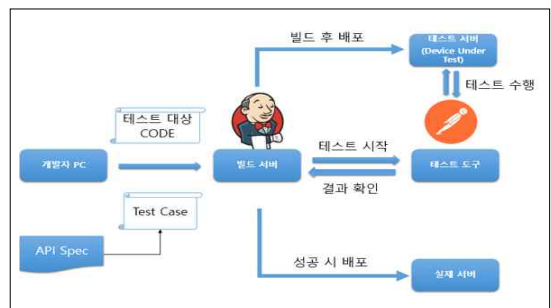 빌드 후 배포
테스트 서버
(Device Under
Test)
테스트 수행
테스트 대상
CODE
개발자 PC
빌드 서버
테스트 시작
결과 확인
테스트 도구
Test Case
API Spec
성공 시 배포
실제 서버